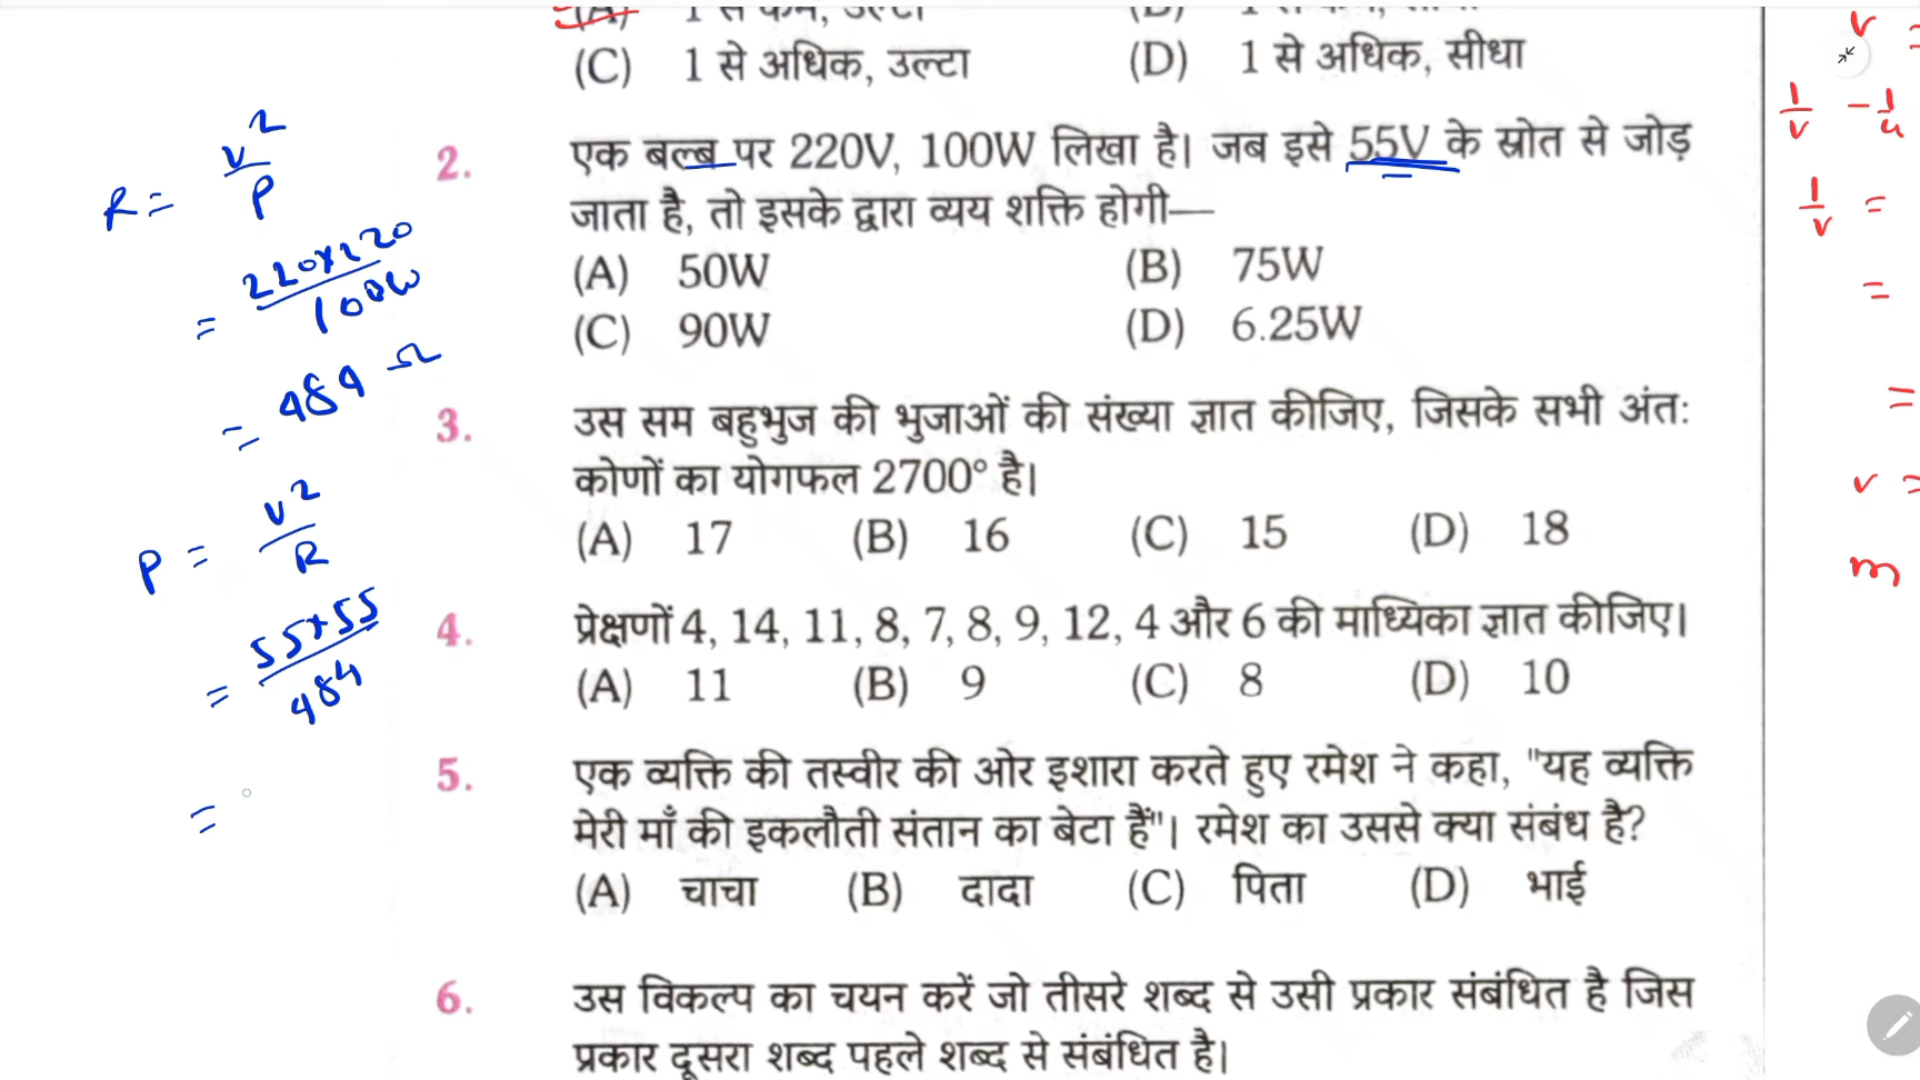 (C) 1 से अधिक, उल्टा (D) 1 से अधिक, सीधा
2. एक बल्ब पर 220V, 100W लिखा है। जब इसे 55V के स्रोत से जोड़
जाता है, तो इसके द्वारा व्यय शक्ति होगी—
(A) 50W (B) 75W
(C) 90W (D) 6.25W
3. उस सम बहुभुज की भुजाओं की संख्या ज्ञात कीजिए, जिसके सभी अंतः
कोणों का योगफल 2700° है।
(A) 17 (B) 16 (C) 15 (D) 18
4. प्रेक्षणों 4, 14, 11, 8, 7, 8, 9, 12, 4 और 6 की माध्यिका ज्ञात कीजिए।
(A) 11 (B) 9 (C) 8 (D) 10
5. एक व्यक्ति की तस्वीर की ओर इशारा करते हुए रमेश ने कहा, "यह व्यक्ति
मेरी माँ की इकलौती संतान का बेटा हैं"। रमेश का उससे क्या संबंध है?
(A) चाचा (B) दादा (C) पिता (D) भाई
6. उस विकल्प का चयन करें जो तीसरे शब्द से उसी प्रकार संबंधित है जिस
प्रकार दूसरा शब्द पहले शब्द से संबंधित है।
R = v²/P
= 220×220/100W
= 484 Ω
P = v²/R
= 55×55/484
=
v =
1/v - 1/u
1/v =
=
=
v =
m